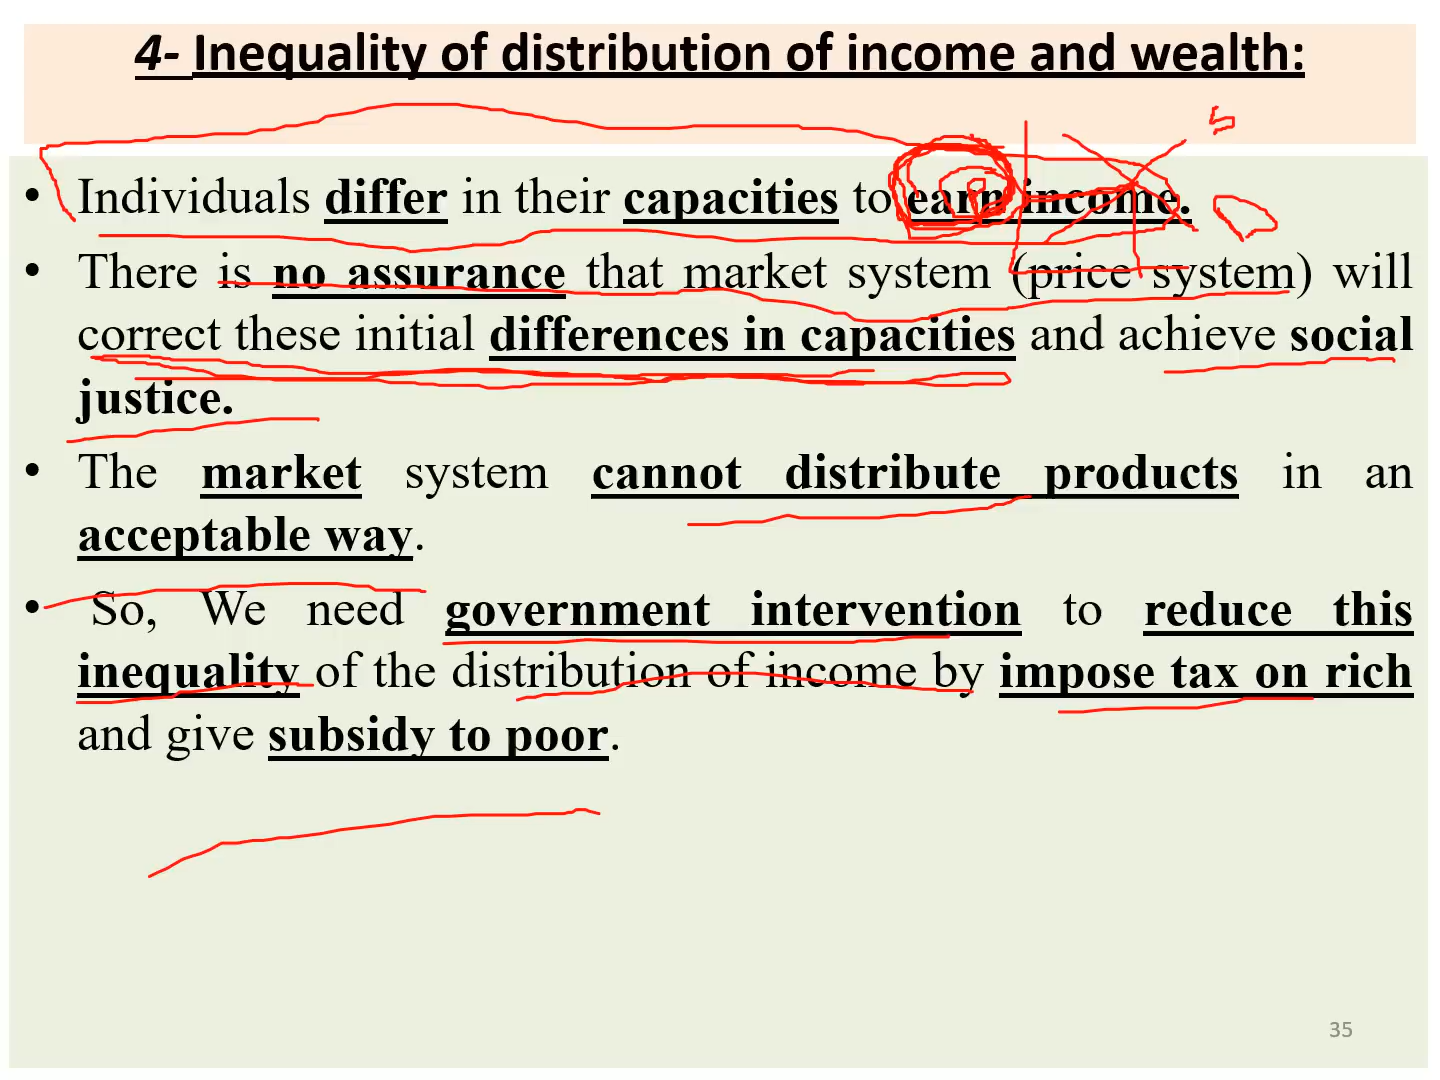 4- Inequality of distribution of income and wealth:
S
• Individuals differ in their capacities to earn income.
D
• There is no assurance that market system (price system) will
correct these initial differences in capacities and achieve social
justice.
• The market system cannot distribute products in an
acceptable way.
• So, We need government intervention to reduce this
inequality of the distribution of income by impose tax on rich
and give subsidy to poor.
35